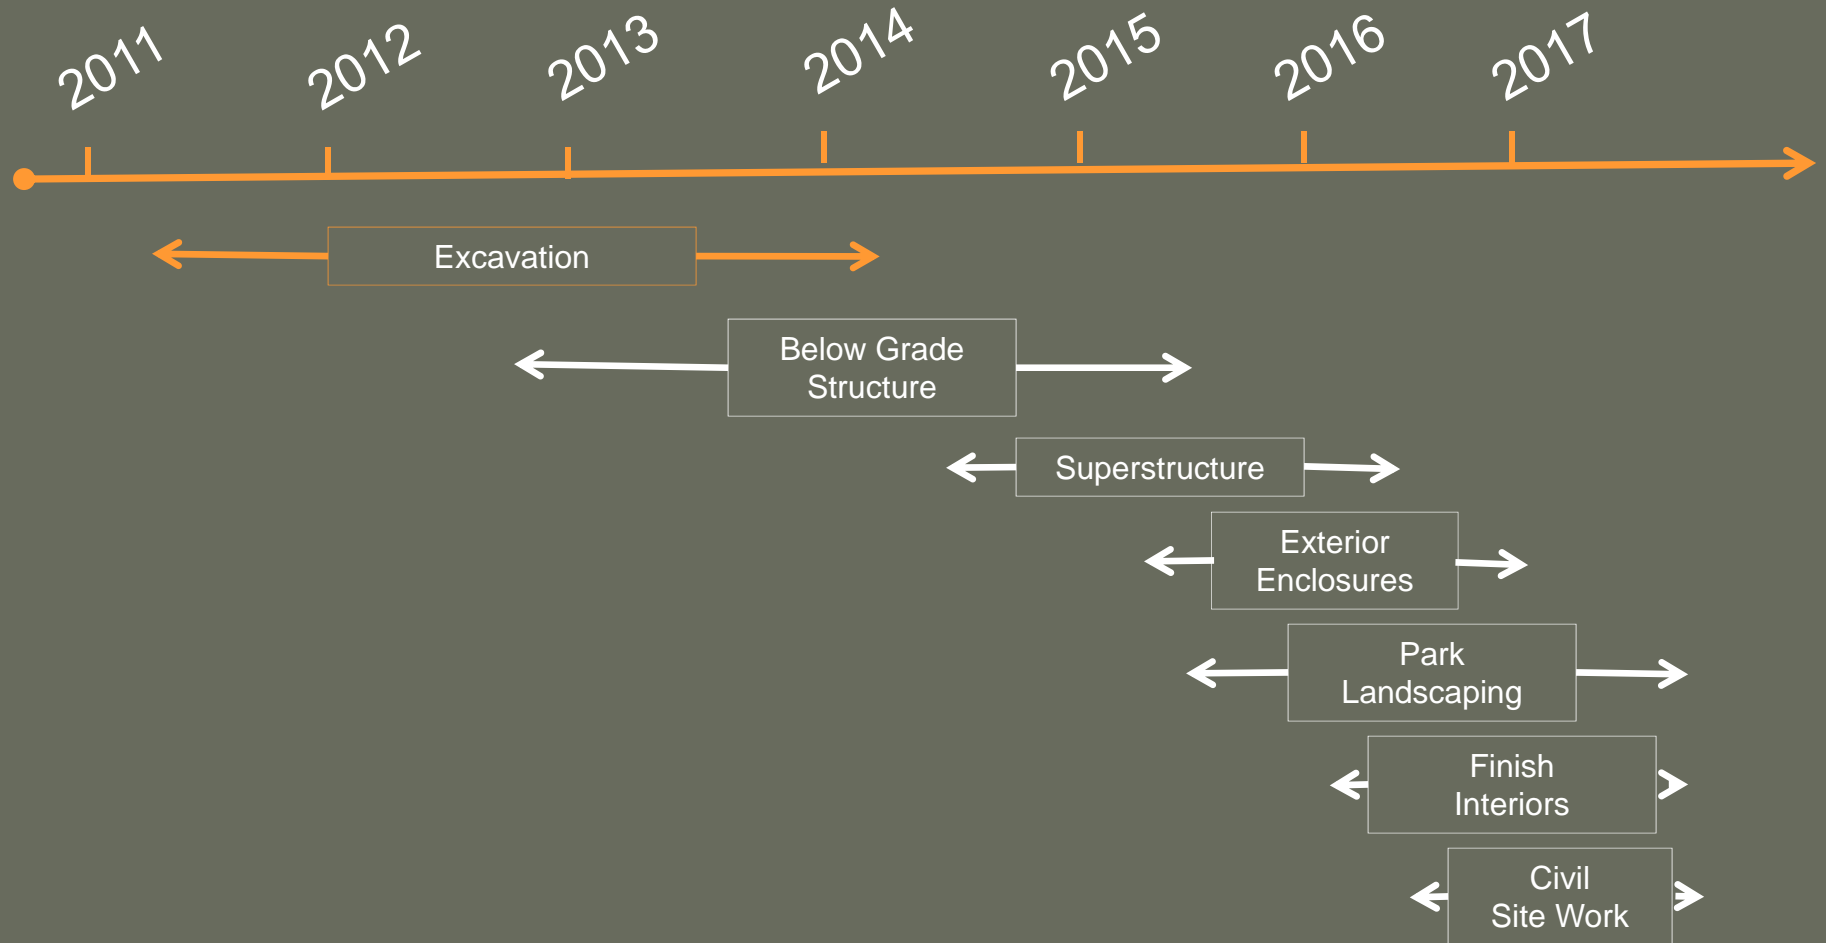 2011
2012
2013
2014
2015
2016
2017
Excavation
Below Grade
Structure
Superstructure
Exterior
Enclosures
Park
Landscaping
Finish
Interiors
Civil
Site Work